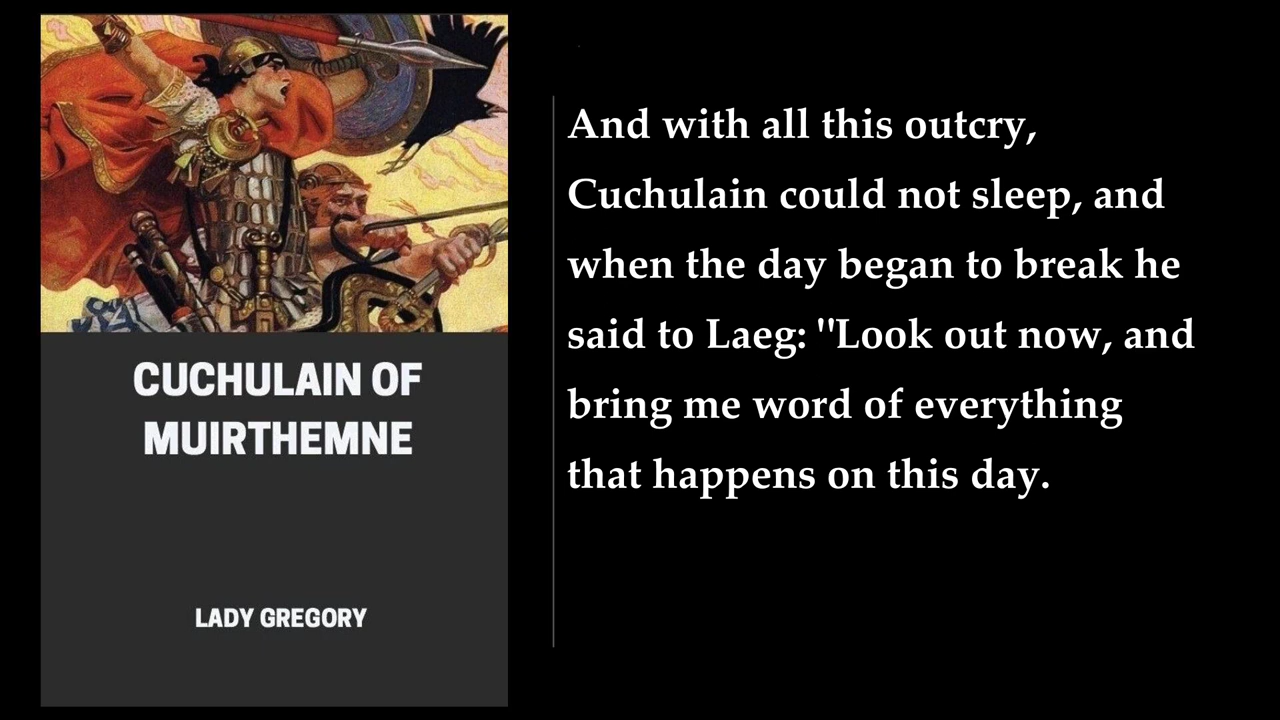 CUCHULAIN OF
MUIRTHEMNE
LADY GREGORY
And with all this outcry,
Cuchulain could not sleep, and
when the day began to break he
said to Laeg: "Look out now, and
bring me word of everything
that happens on this day.